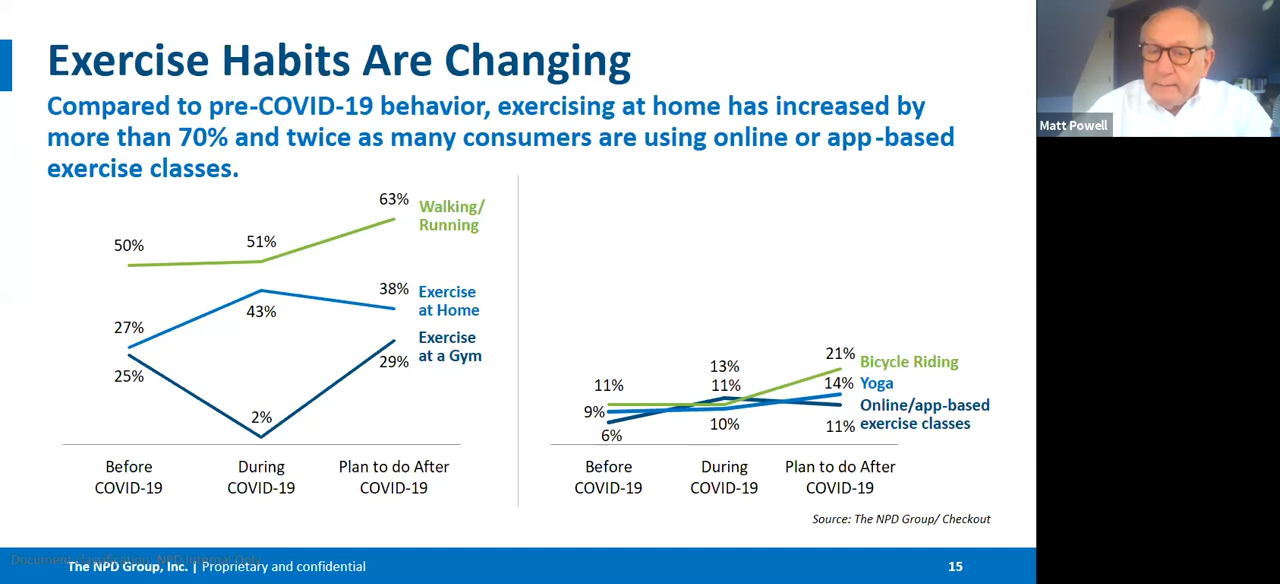 Exercise Habits Are Changing
Compared to pre-COVID-19 behavior, exercising at home has increased by
more than 70% and twice as many consumers are using online or app-based
exercise classes.
Matt Powell
63%
Walking/
Running
50%
51%
38%
Exercise
at Home
43%
27%
Exercise
at a Gym
29%
25%
2%
Before
COVID-19
During
COVID-19
Plan to do After
COVID-19
21%
Bicycle Riding
13%
11%
11%
14%
Yoga
9%
Online/app-based
exercise classes
6%
10%
11%
Before
COVID-19
During
COVID-19
Plan to do After
COVID-19
Source: The NPD Group/ Checkout
Document classification: NPD Internal Only
The NPD Group, Inc. | Proprietary and confidential
15